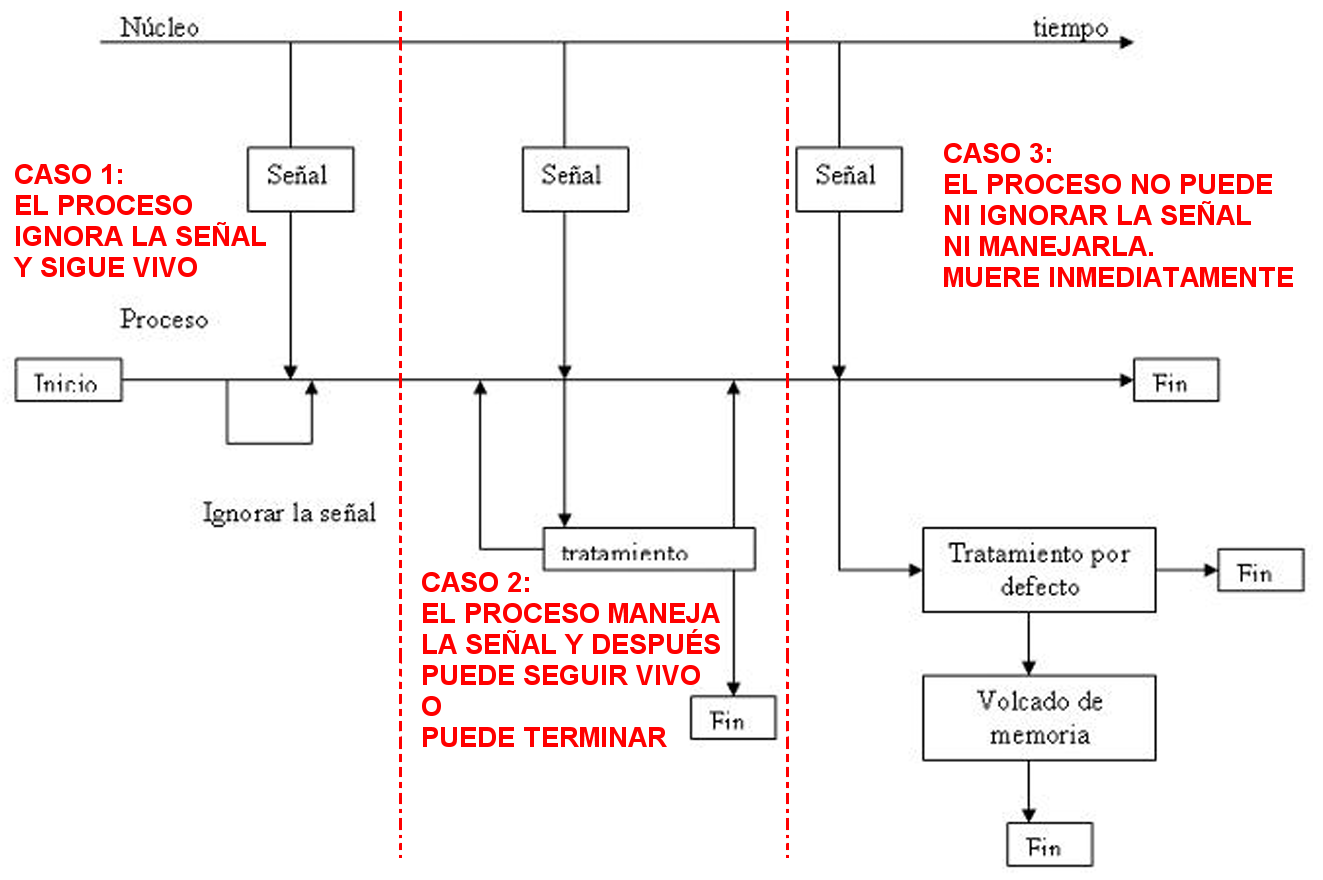 Núcleo
tiempo
Señal
Señal
Señal
CASO 1:
EL PROCESO
IGNORA LA SEÑAL
Y SIGUE VIVO
CASO 3:
EL PROCESO NO PUEDE
NI IGNORAR LA SEÑAL
NI MANEJARLA.
MUERE INMEDIATAMENTE
Proceso
Inicio
Fin
Ignorar la señal
tratamiento
CASO 2:
EL PROCESO MANEJA
LA SEÑAL Y DESPUÉS
PUEDE SEGUIR VIVO
O
PUEDE TERMINAR
Fin
Tratamiento por
defecto
Fin
Volcado de
memoria
Fin